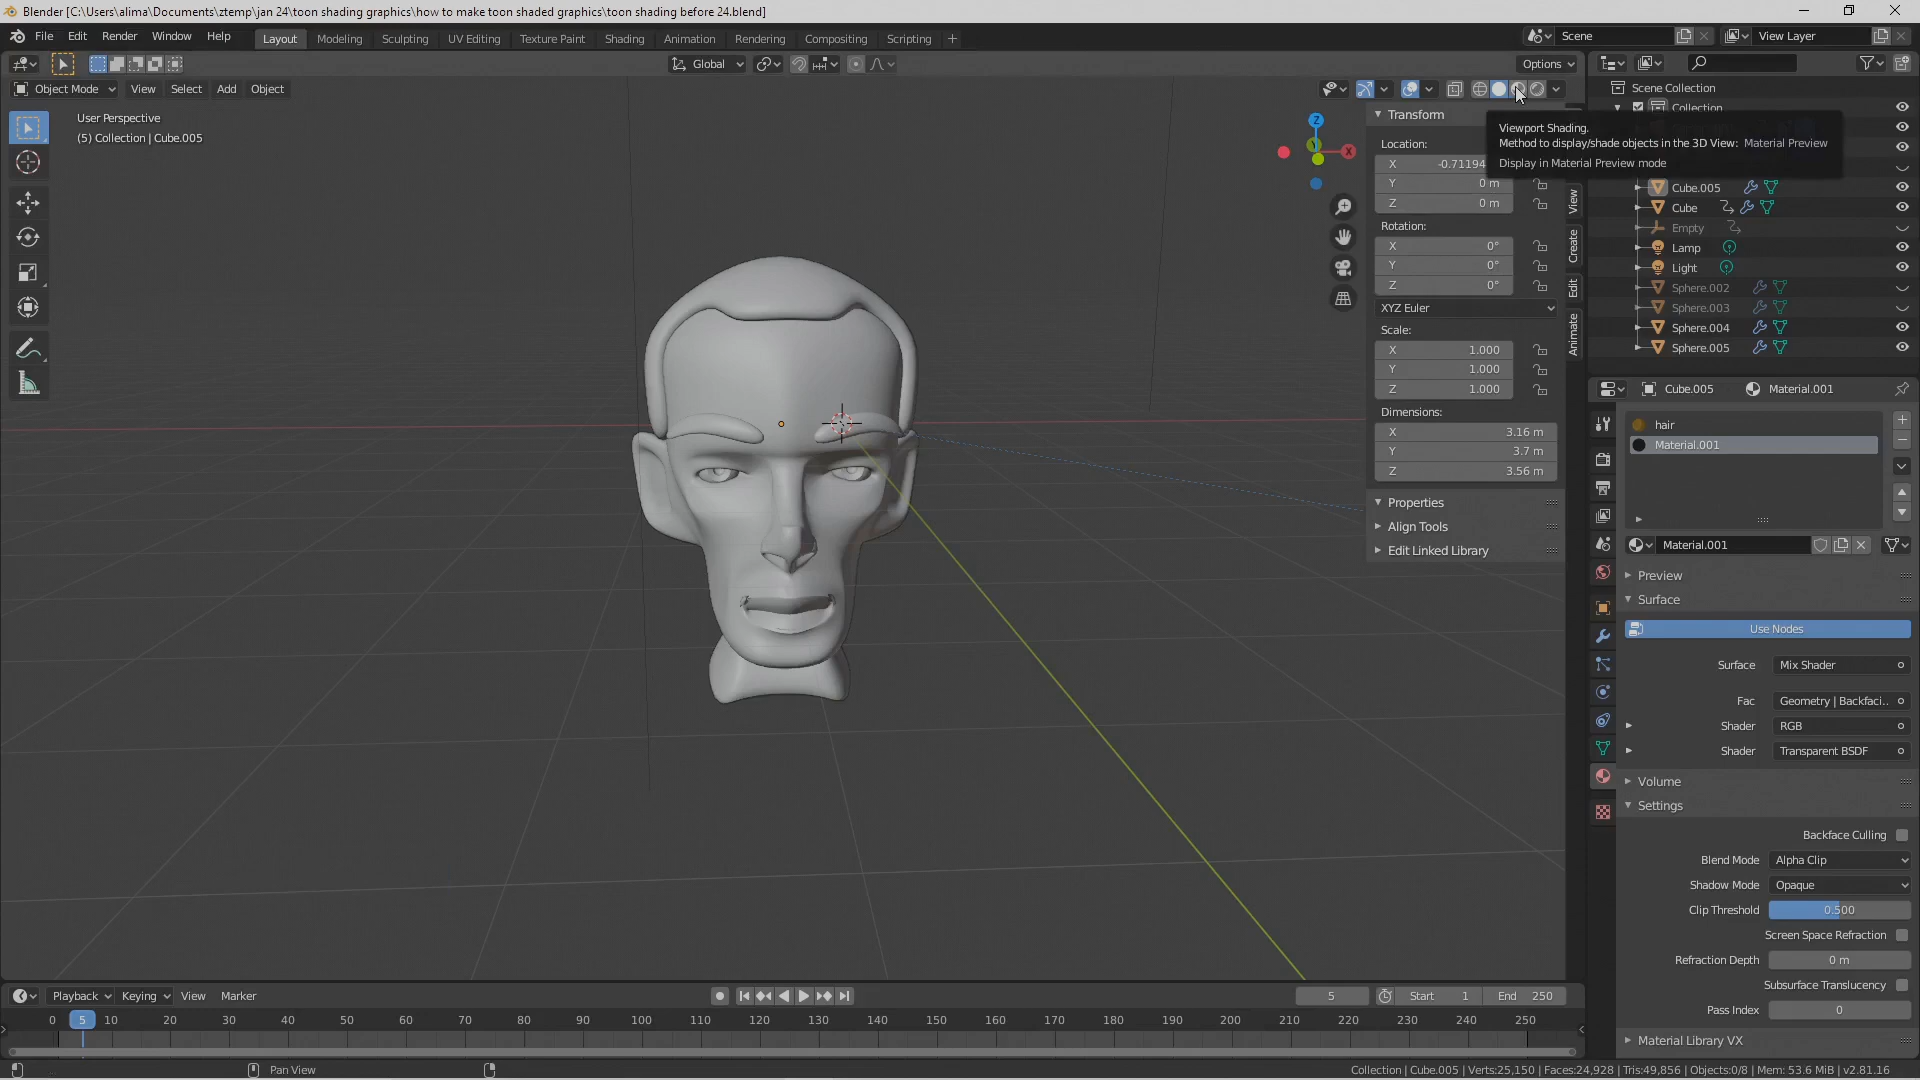 Blender [C:\Users\alima\Documents\ztemp\jan 24\toon shading graphics\how to make toon shaded graphics\toon shading before 24.blend]
File Edit Render Window Help
Layout Modeling Sculpting UV Editing Texture Paint Shading Animation Rendering Compositing Scripting +
Scene
View Layer
Global
Options
Object Mode View Select Add Object
User Perspective
(5) Collection | Cube.005
Z
Y
X
Viewport Shading.
Method to display/shade objects in the 3D View: Material Preview
Display in Material Preview mode
Transform
Location:
X -0.71194
Y 0 m
Z 0 m
Rotation:
X 0°
Y 0°
Z 0°
XYZ Euler
Scale:
X 1.000
Y 1.000
Z 1.000
Dimensions:
X 3.16 m
Y 3.7 m
Z 3.56 m
Properties
Align Tools
Edit Linked Library
View
Create
Edit
Animate
Scene Collection
Collection
Cube.005
Cube
Empty
Lamp
Light
Sphere.002
Sphere.003
Sphere.004
Sphere.005
Cube.005 Material.001
hair
Material.001
Material.001
Preview
Surface
Use Nodes
Surface Mix Shader
Fac Geometry | Backfaci..
Shader RGB
Shader Transparent BSDF
Volume
Settings
Backface Culling
Blend Mode Alpha Clip
Shadow Mode Opaque
Clip Threshold 0.500
Screen Space Refraction
Refraction Depth 0 m
Subsurface Translucency
Pass Index 0
Material Library VX
Playback Keying View Marker
5 Start 1 End 250
0 5 10 20 30 40 50 60 70 80 90 100 110 120 130 140 150 160 170 180 190 200 210 220 230 240 250
Pan View
Collection | Cube.005 | Verts:25,150 | Faces:24,928 | Tris:49,856 | Objects:0/8 | Mem: 53.6 MiB | v2.81.16